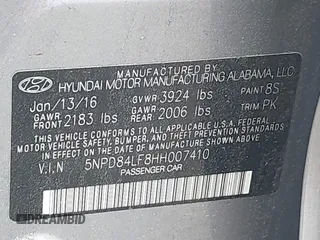 HYUNDAI MOTOR MANUFACTURING ALABAMA, LLC
Jan/13/16 GVWR 3924 lbs PAINT 8S
GAWR FRONT 2183 lbs GAWR REAR 2006 lbs TRIM PK
THIS VEHICLE CONFORMS TO ALL APPLICABLE
FEDERAL MOTOR VEHICLE SAFETY, BUMPER, AND
THEFT PREVENTION STANDARDS IN EFFECT ON
THE DATE OF MANUFACTURE SHOWN ABOVE.
V.I.N 5NPD84LF8HH007410
PASSENGER CAR
DREAMBID